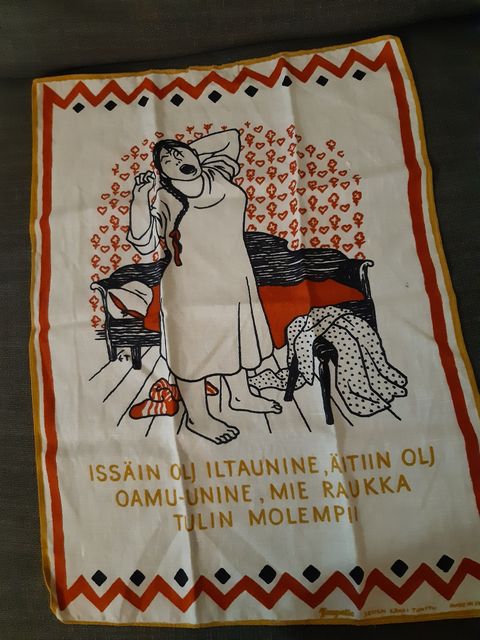 ISSÄIN OLJ ILTAUNINE, ÄITIIN OLJ
OAMU-UNINE, MIE RAUKKA
TULIN MOLEMPII